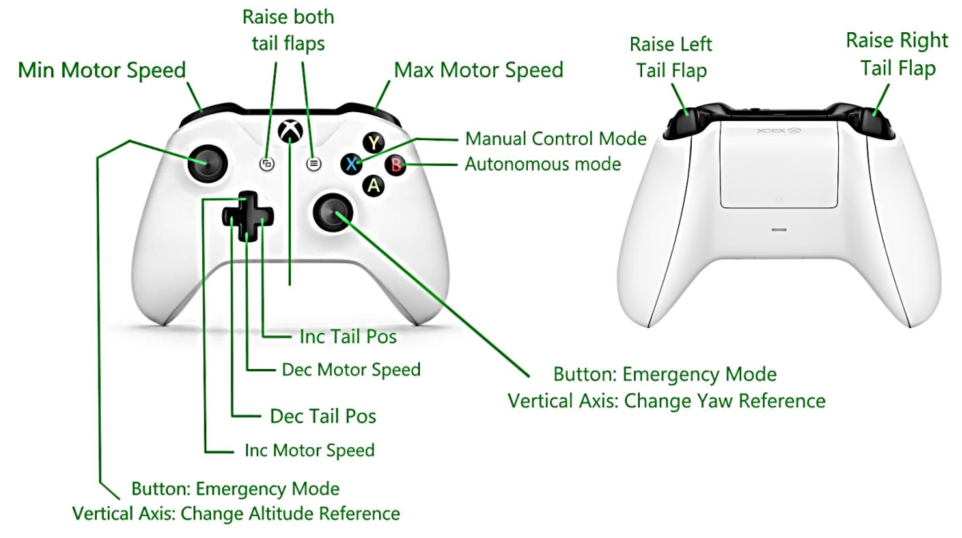 Raise both
tail flaps
Min Motor Speed
Max Motor Speed
Raise Left
Tail Flap
Raise Right
Tail Flap
Y
X
B
A
Manual Control Mode
Autonomous mode
XBOX
Inc Tail Pos
Dec Motor Speed
Dec Tail Pos
Inc Motor Speed
Button: Emergency Mode
Vertical Axis: Change Yaw Reference
Button: Emergency Mode
Vertical Axis: Change Altitude Reference